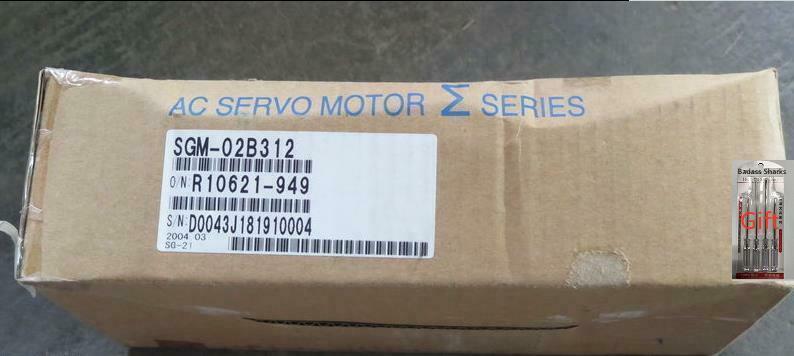 AC SERVO MOTOR Σ SERIES
SGM-02B312
O/N: R10621-949
S/N: D0043J181910004
2004 03
SG-21
Badass Sharks
Gift